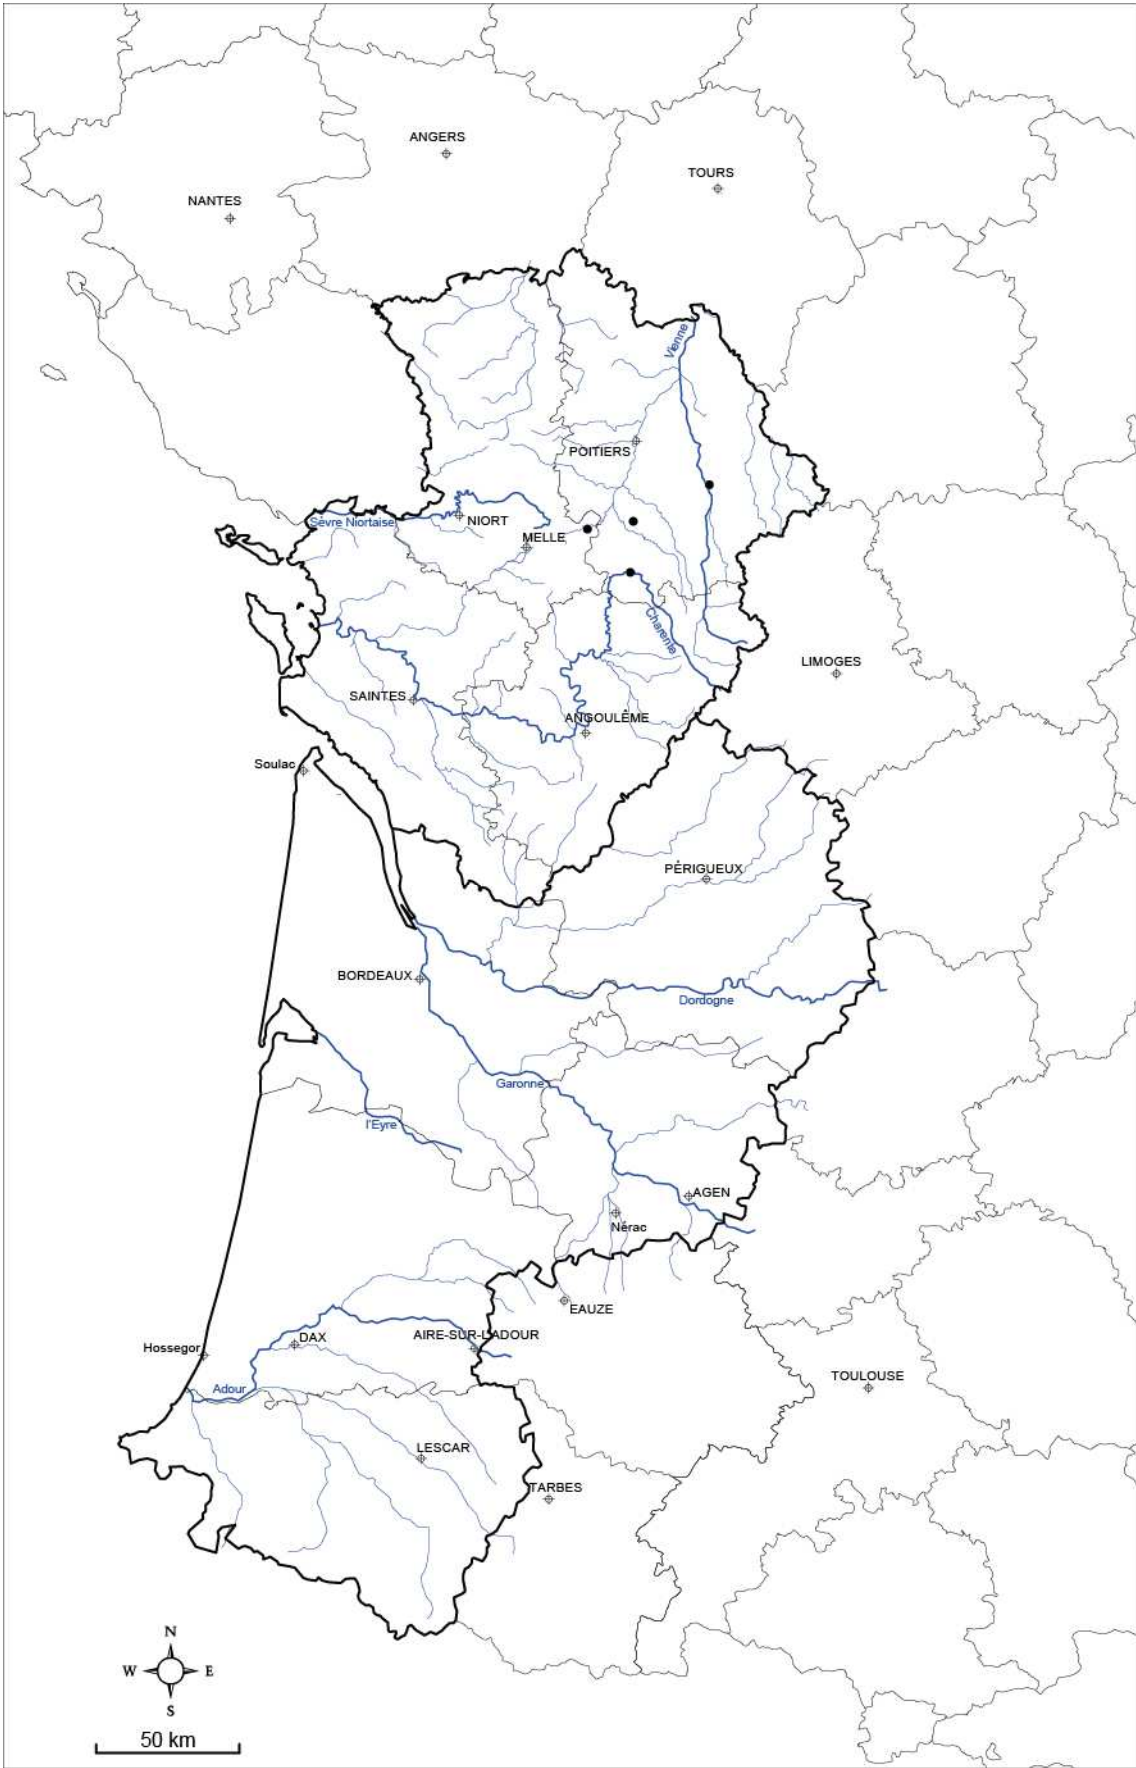 ANGERS
TOURS
NANTES
Vienne
POITIERS
Sèvre Niortaise
NIORT
MELLE
Charente
LIMOGES
SAINTES
ANGOULÊME
Soulac
PÉRIGUEUX
BORDEAUX
Dordogne
Garonne
l'Eyre
AGEN
Nérac
EAUZE
AIRE-SUR-L'ADOUR
DAX
Hossegor
TOULOUSE
Adour
LESCAR
TARBES
N
W E
S
50 km